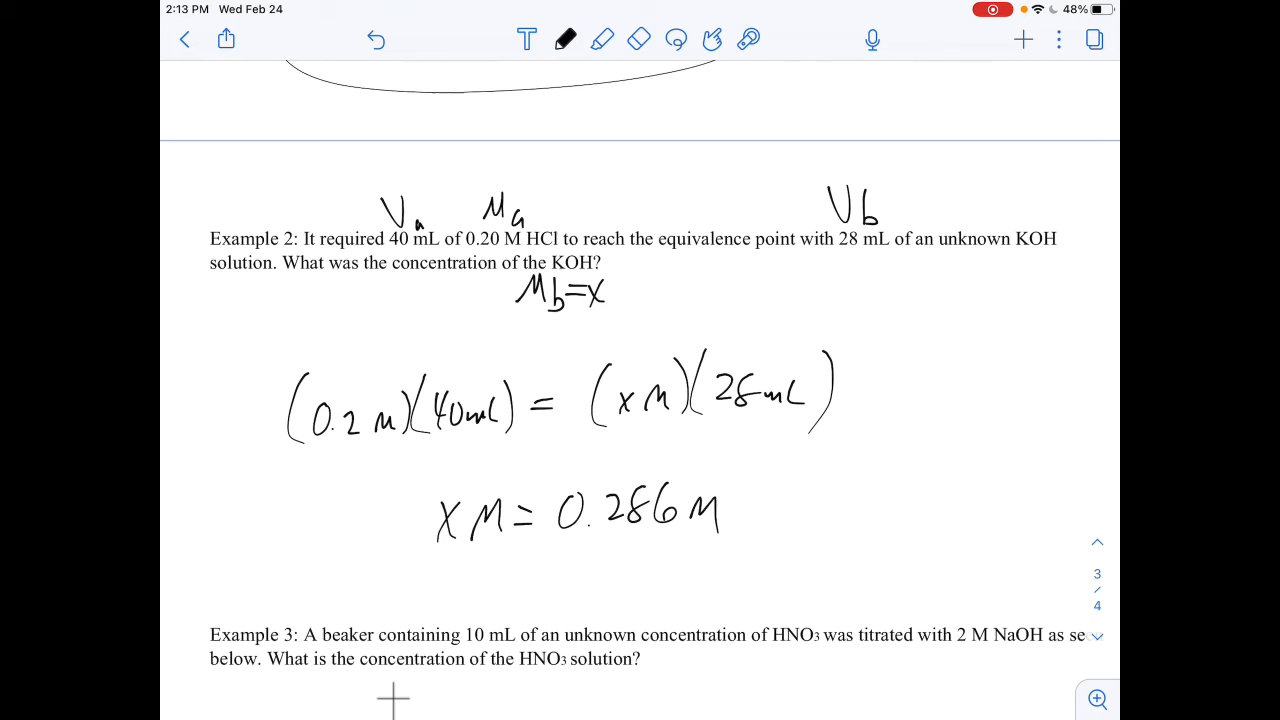 2:13 PM Wed Feb 24
48%
T
Va Ma Vb
Example 2: It required 40 mL of 0.20 M HCl to reach the equivalence point with 28 mL of an unknown KOH
solution. What was the concentration of the KOH?
Mb=x
(0.2 M)(40mL) = (x M)(28mL)
x M = 0.286 M
3
/
4
Example 3: A beaker containing 10 mL of an unknown concentration of HNO3 was titrated with 2 M NaOH as se
below. What is the concentration of the HNO3 solution?